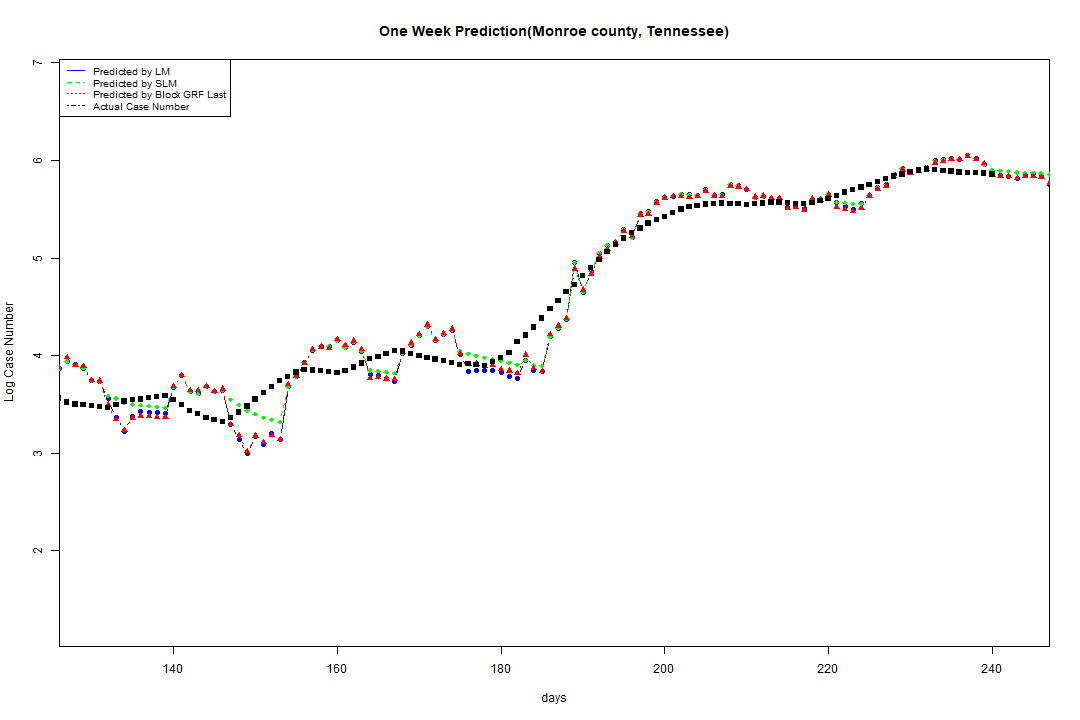 One Week Prediction(Monroe county, Tennessee)
Predicted by LM
Predicted by SLM
Predicted by Block GRF Last
Actual Case Number
7
6
5
4
3
2
Log Case Number
140 160 180 200 220 240
days